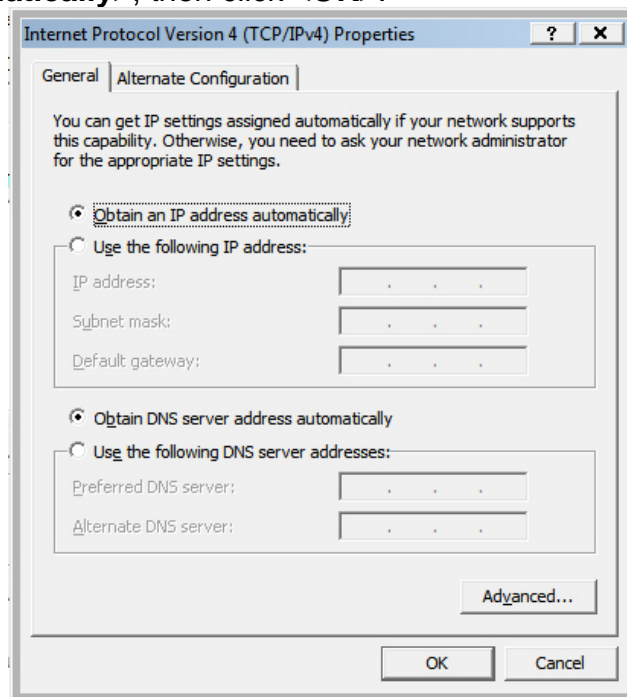 Internet Protocol Version 4 (TCP/IPv4) Properties
? X
General
Alternate Configuration
You can get IP settings assigned automatically if your network supports
this capability. Otherwise, you need to ask your network administrator
for the appropriate IP settings.
Obtain an IP address automatically
Use the following IP address:
IP address:
Subnet mask:
Default gateway:
Obtain DNS server address automatically
Use the following DNS server addresses:
Preferred DNS server:
Alternate DNS server:
Advanced...
OK
Cancel